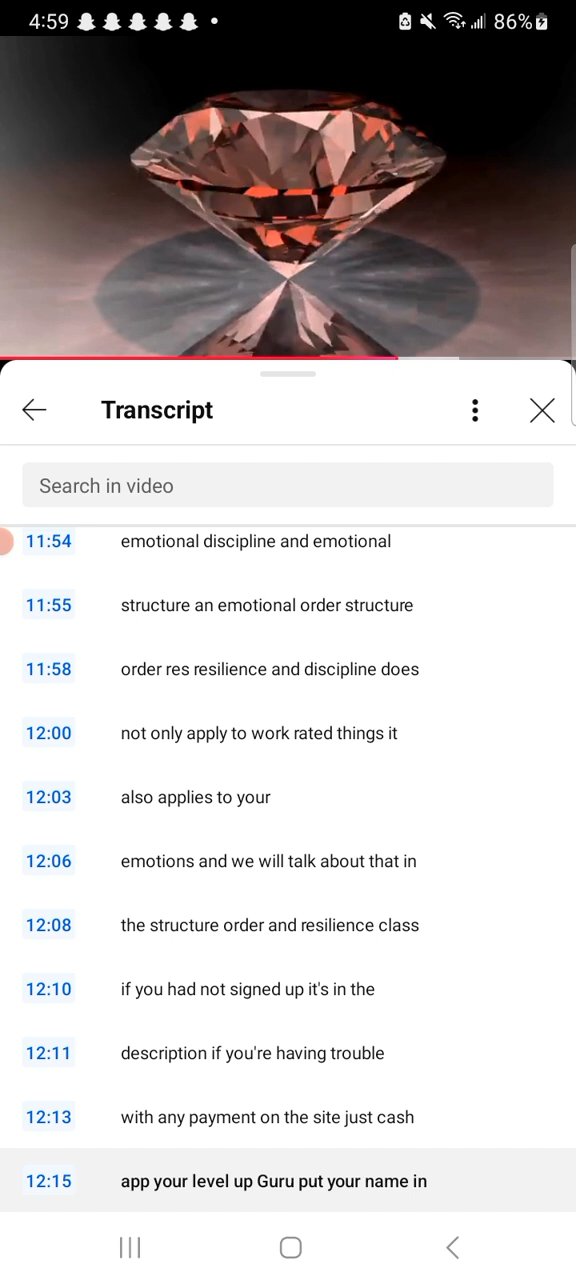 4:59
86%
Transcript
Search in video
11:54 emotional discipline and emotional
11:55 structure an emotional order structure
11:58 order res resilience and discipline does
12:00 not only apply to work rated things it
12:03 also applies to your
12:06 emotions and we will talk about that in
12:08 the structure order and resilience class
12:10 if you had not signed up it's in the
12:11 description if you're having trouble
12:13 with any payment on the site just cash
12:15 app your level up Guru put your name in